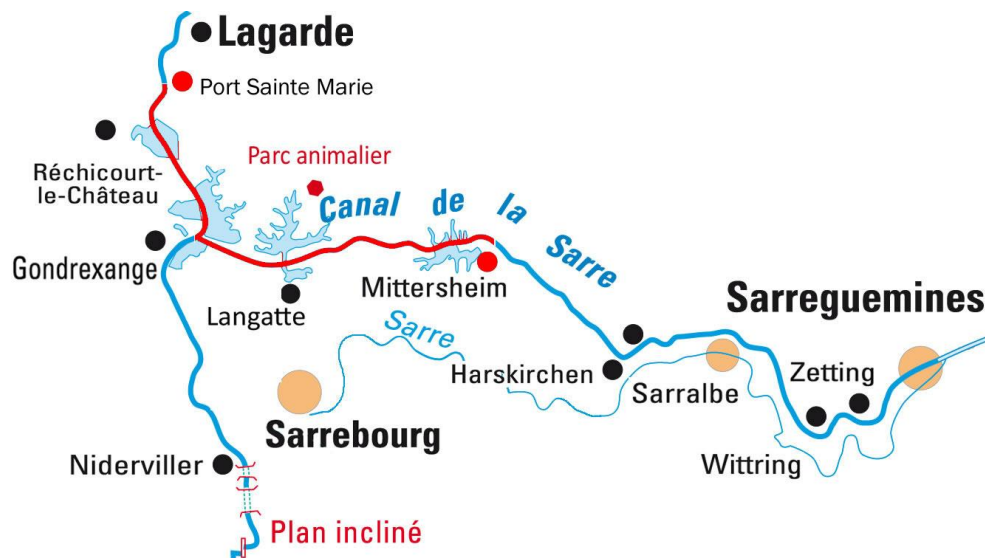 Lagarde
Port Sainte Marie
Réchicourt-
le-Château
Parc animalier
Canal de la Sarre
Gondrexange
Langatte
Mittersheim
Sarre
Sarreguemines
Harskirchen
Sarralbe
Zetting
Sarrebourg
Wittring
Niderviller
Plan incliné